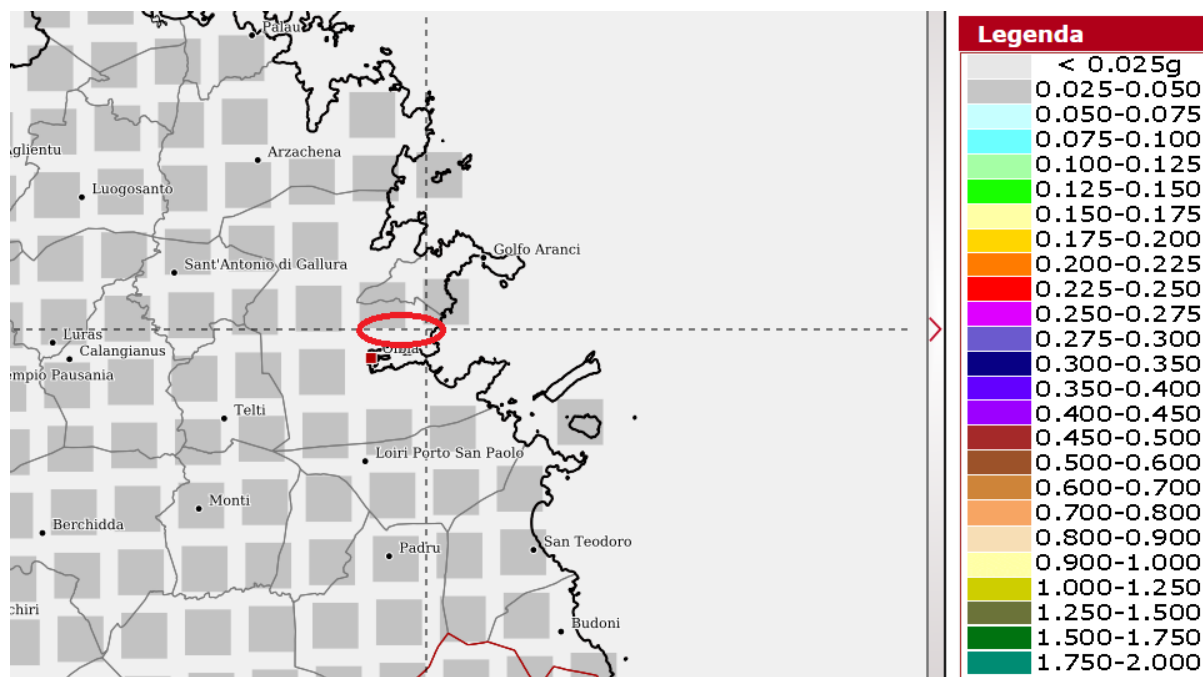 Palau
Arzachena
Aglientu
Luogosanto
Golfo Aranci
Sant'Antonio di Gallura
Luras
Calangianus
Olbia
empio Pausania
Telti
Loiri Porto San Paolo
Monti
Berchidda
San Teodoro
Padru
chiri
Budoni
Legenda
< 0.025g
0.025-0.050
0.050-0.075
0.075-0.100
0.100-0.125
0.125-0.150
0.150-0.175
0.175-0.200
0.200-0.225
0.225-0.250
0.250-0.275
0.275-0.300
0.300-0.350
0.350-0.400
0.400-0.450
0.450-0.500
0.500-0.600
0.600-0.700
0.700-0.800
0.800-0.900
0.900-1.000
1.000-1.250
1.250-1.500
1.500-1.750
1.750-2.000